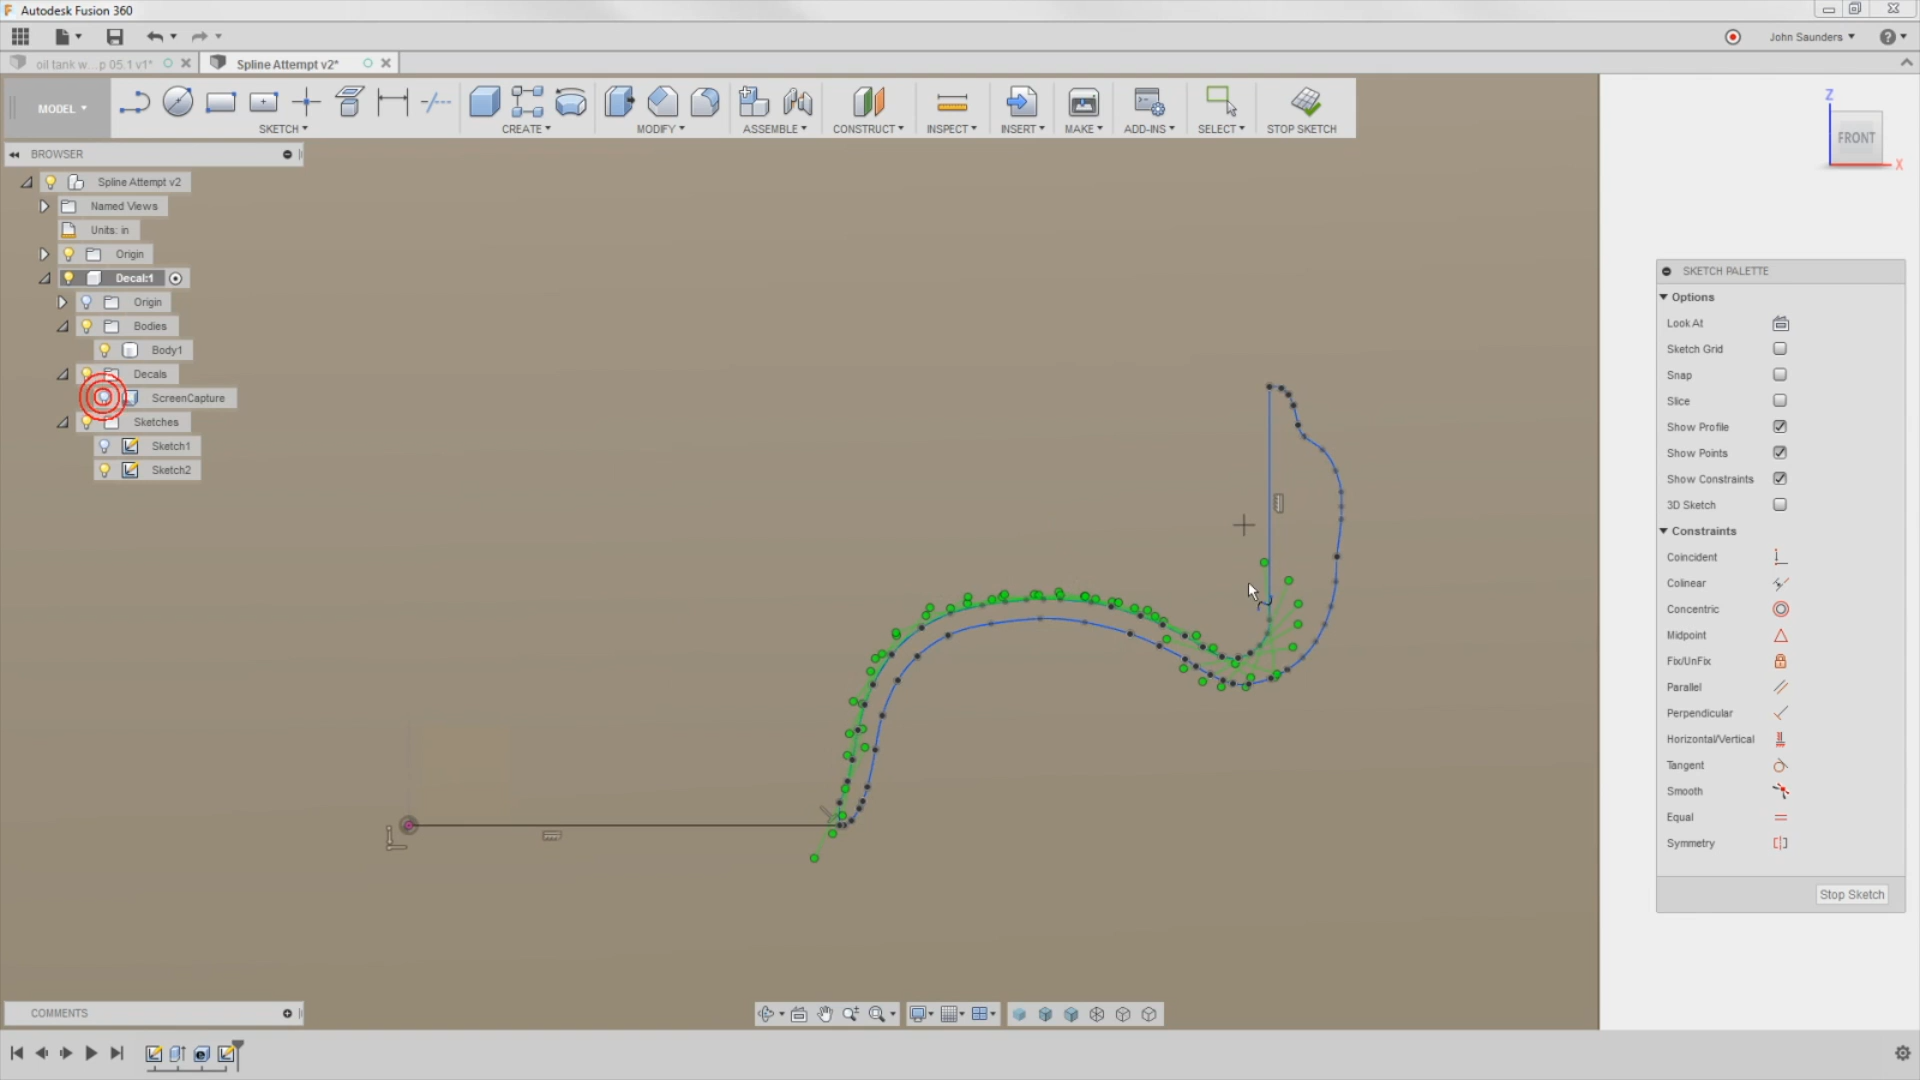 Autodesk Fusion 360
John Saunders
oil tank w...p 05.1 v1*
Spline Attempt v2*
MODEL
SKETCH
CREATE
MODIFY
ASSEMBLE
CONSTRUCT
INSPECT
INSERT
MAKE
ADD-INS
SELECT
STOP SKETCH
Z
FRONT
X
BROWSER
Spline Attempt v2
Named Views
Units: in
Origin
Decal:1
Origin
Bodies
Body1
Decals
ScreenCapture
Sketches
Sketch1
Sketch2
SKETCH PALETTE
Options
Look At
Sketch Grid
Snap
Slice
Show Profile
Show Points
Show Constraints
3D Sketch
Constraints
Coincident
Colinear
Concentric
Midpoint
Fix/UnFix
Parallel
Perpendicular
Horizontal/Vertical
Tangent
Smooth
Equal
Symmetry
Stop Sketch
COMMENTS